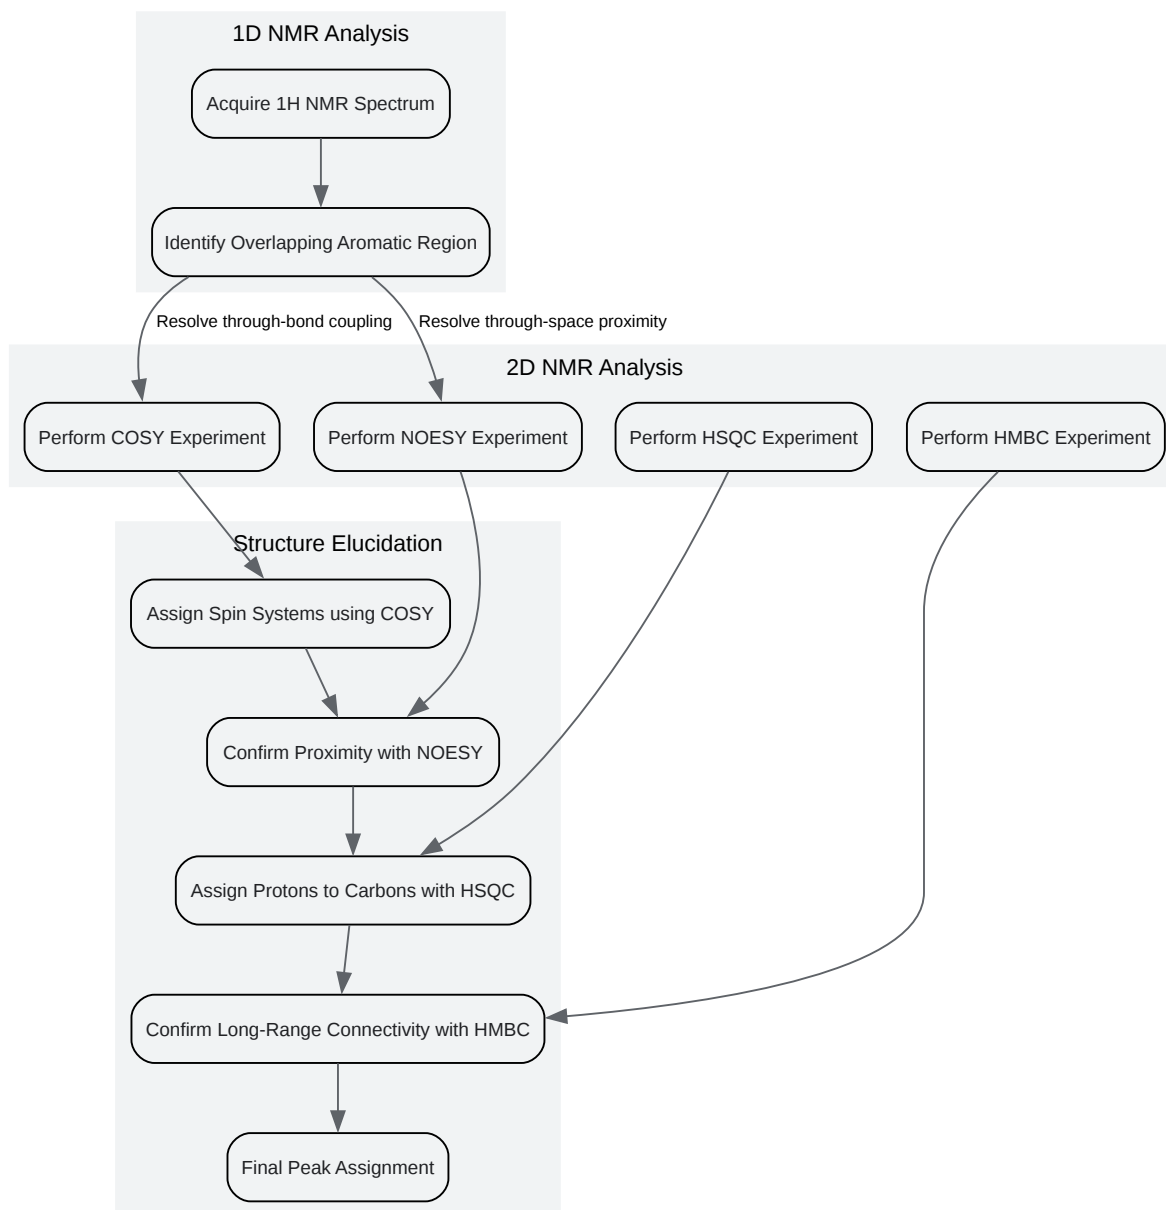 1D NMR Analysis
Acquire 1H NMR Spectrum
Identify Overlapping Aromatic Region
Resolve through-bond coupling
Resolve through-space proximity
2D NMR Analysis
Perform COSY Experiment
Perform NOESY Experiment
Perform HSQC Experiment
Perform HMBC Experiment
Structure Elucidation
Assign Spin Systems using COSY
Confirm Proximity with NOESY
Assign Protons to Carbons with HSQC
Confirm Long-Range Connectivity with HMBC
Final Peak Assignment